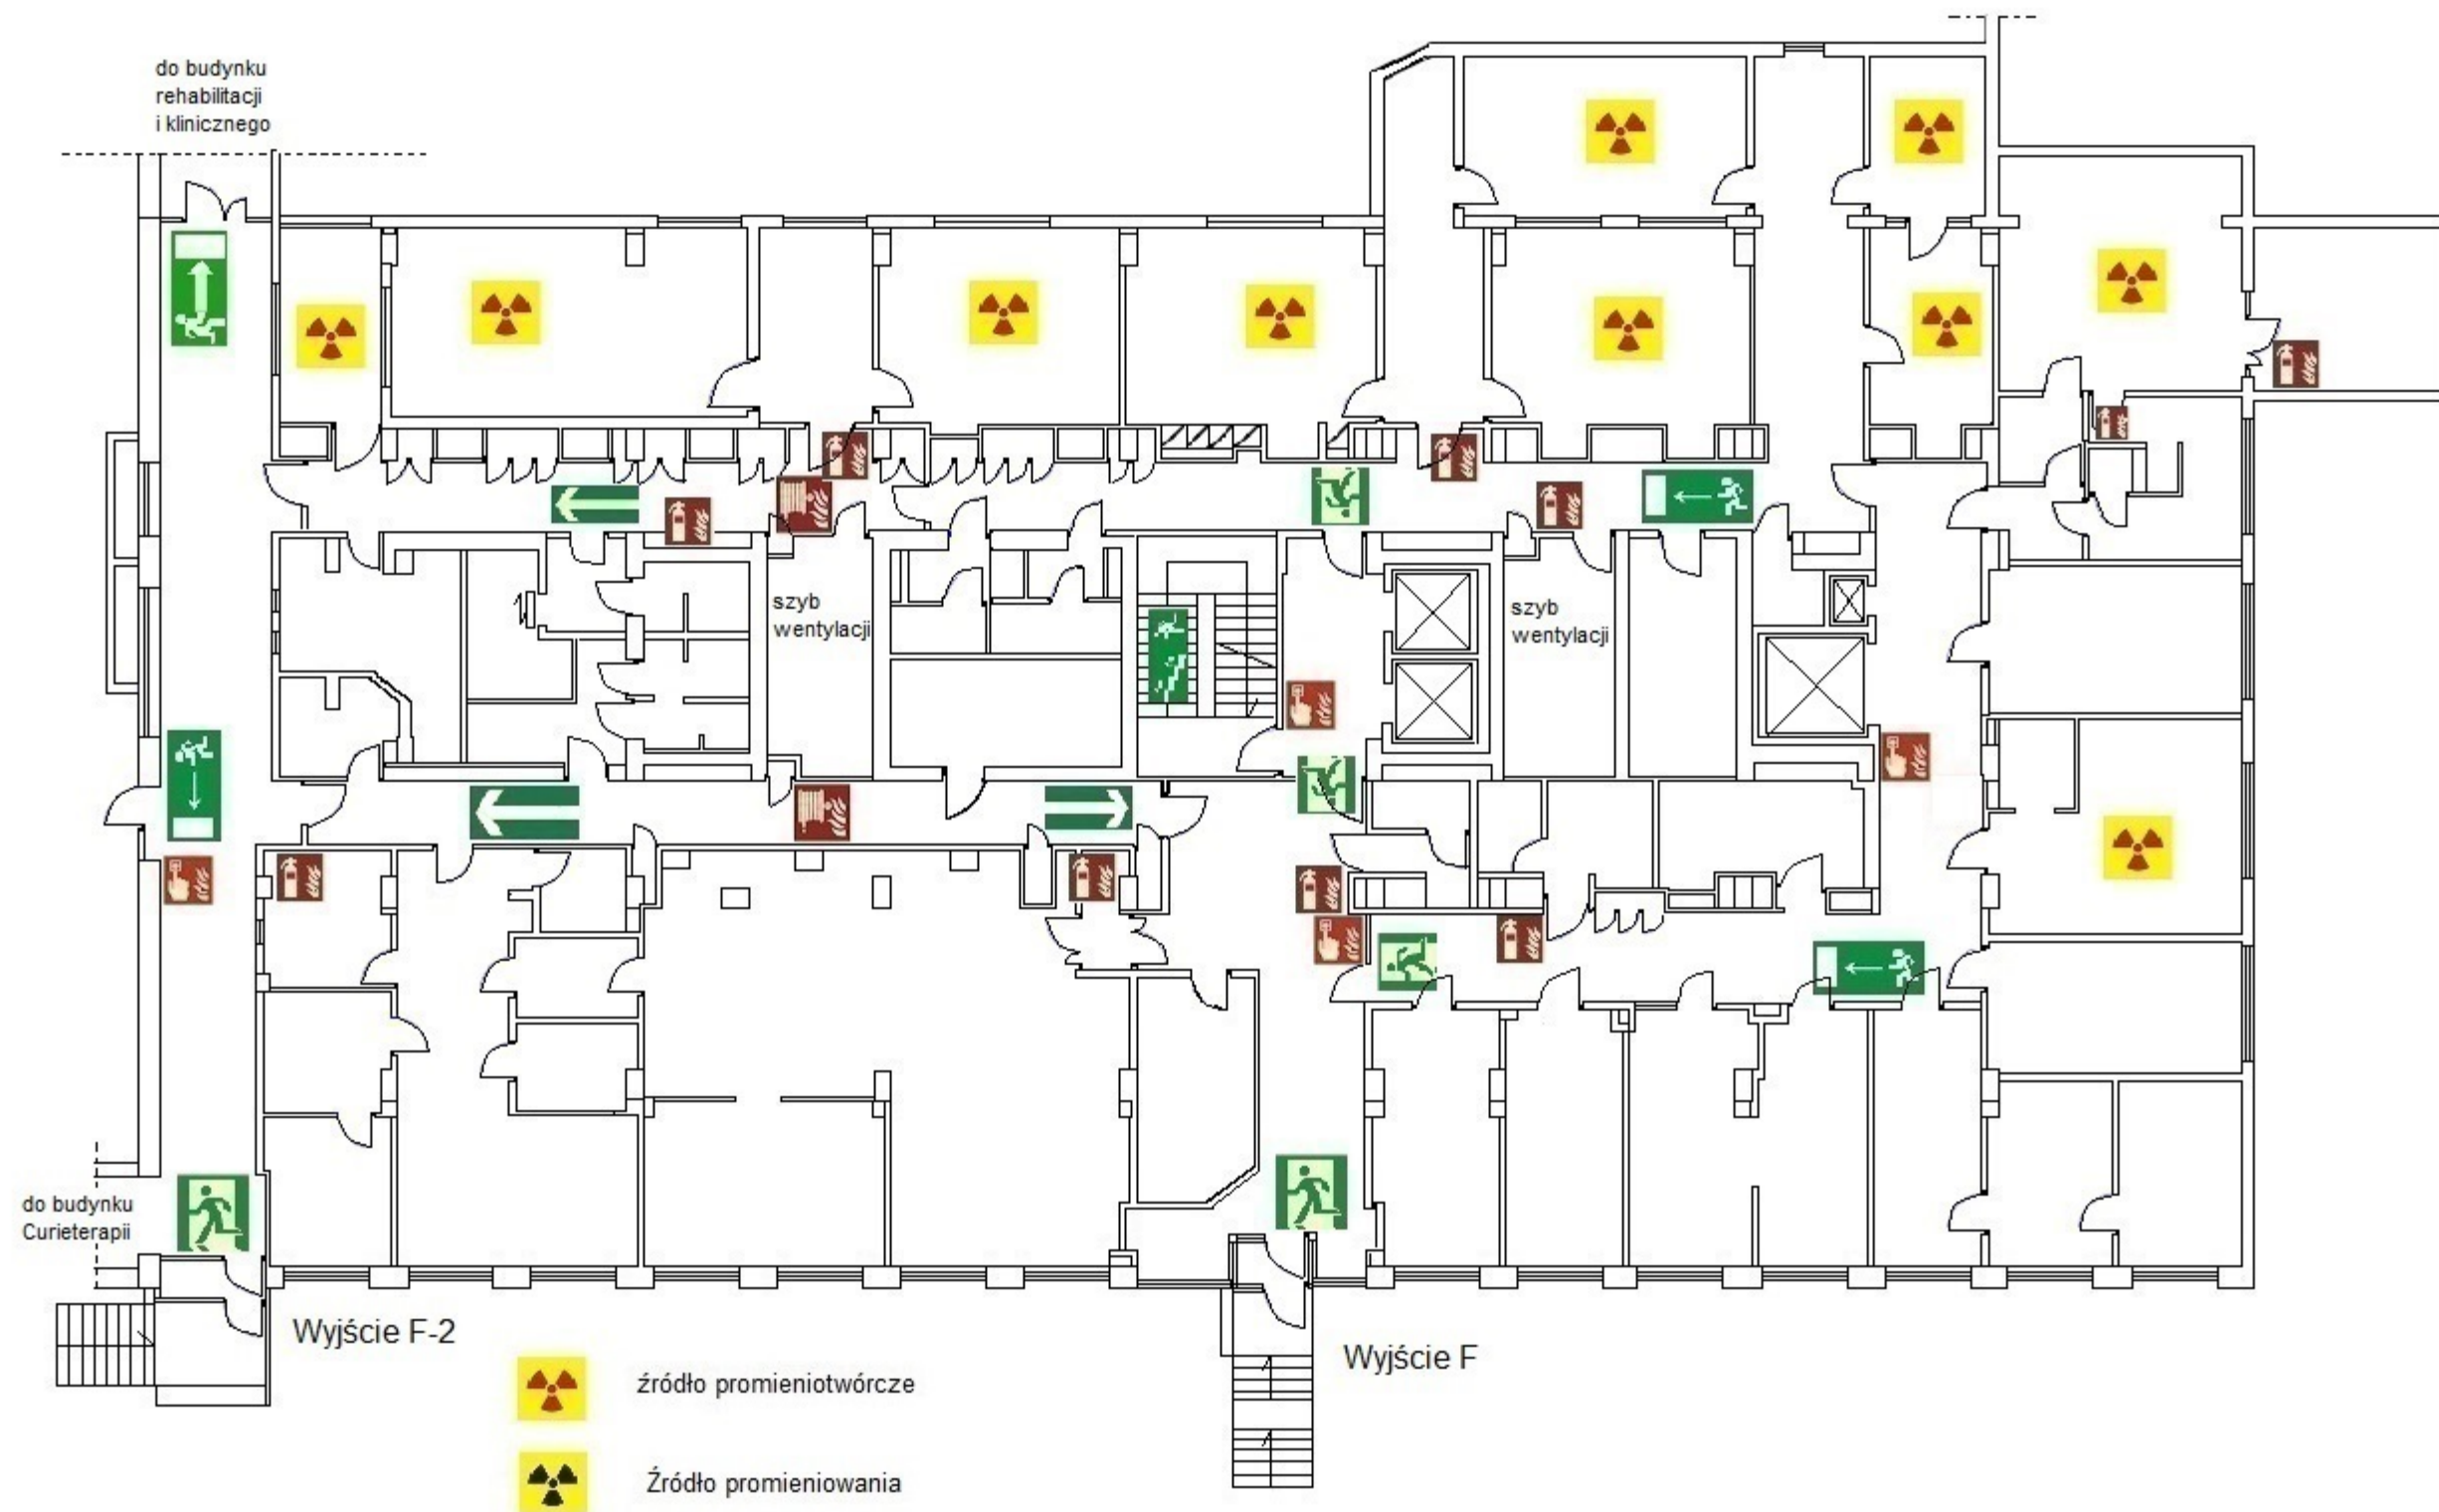 do budynku
rehabilitacji
i klinicznego
szyb
wentylacji
szyb
wentylacji
do budynku
Curieterapii
Wyjście F-2
Wyjście F
źródło promieniotwórcze
Źródło promieniowania